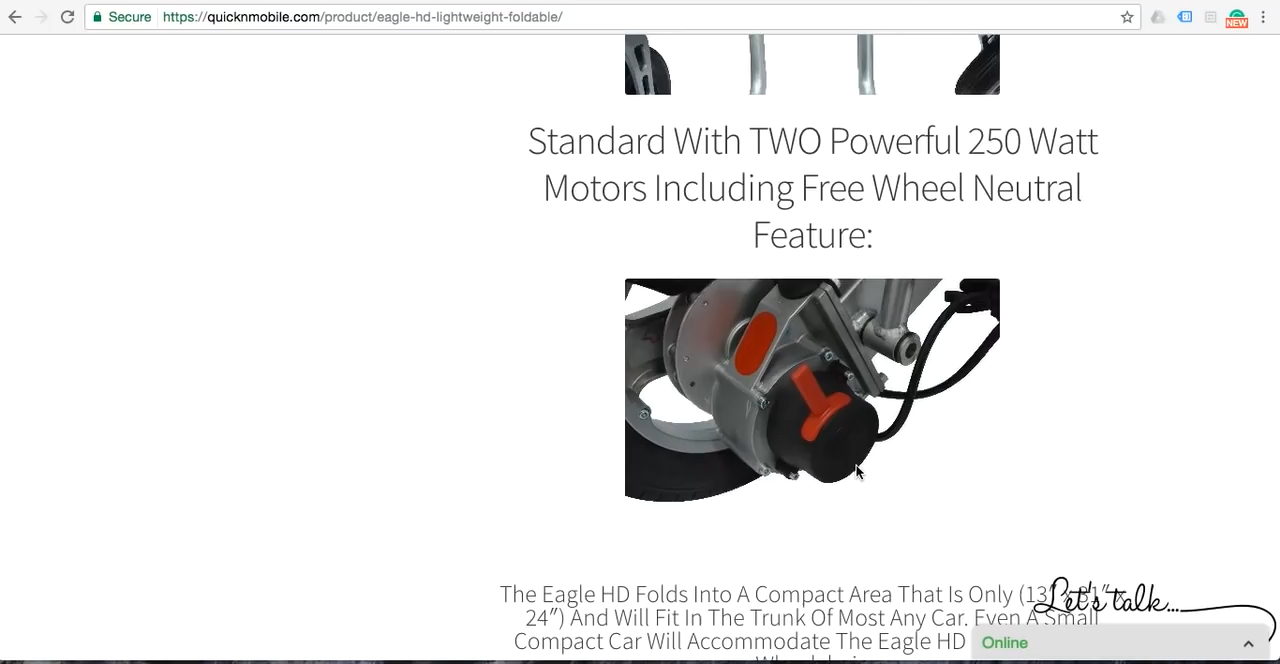 Secure https://quicknmobile.com/product/eagle-hd-lightweight-foldable/
NEW
Standard With TWO Powerful 250 Watt
Motors Including Free Wheel Neutral
Feature:
The Eagle HD Folds Into A Compact Area That Is Only (13″
24″) And Will Fit In The Trunk Of Most Any Car. Even A Small
Compact Car Will Accommodate The Eagle HD
Let's talk...
Online